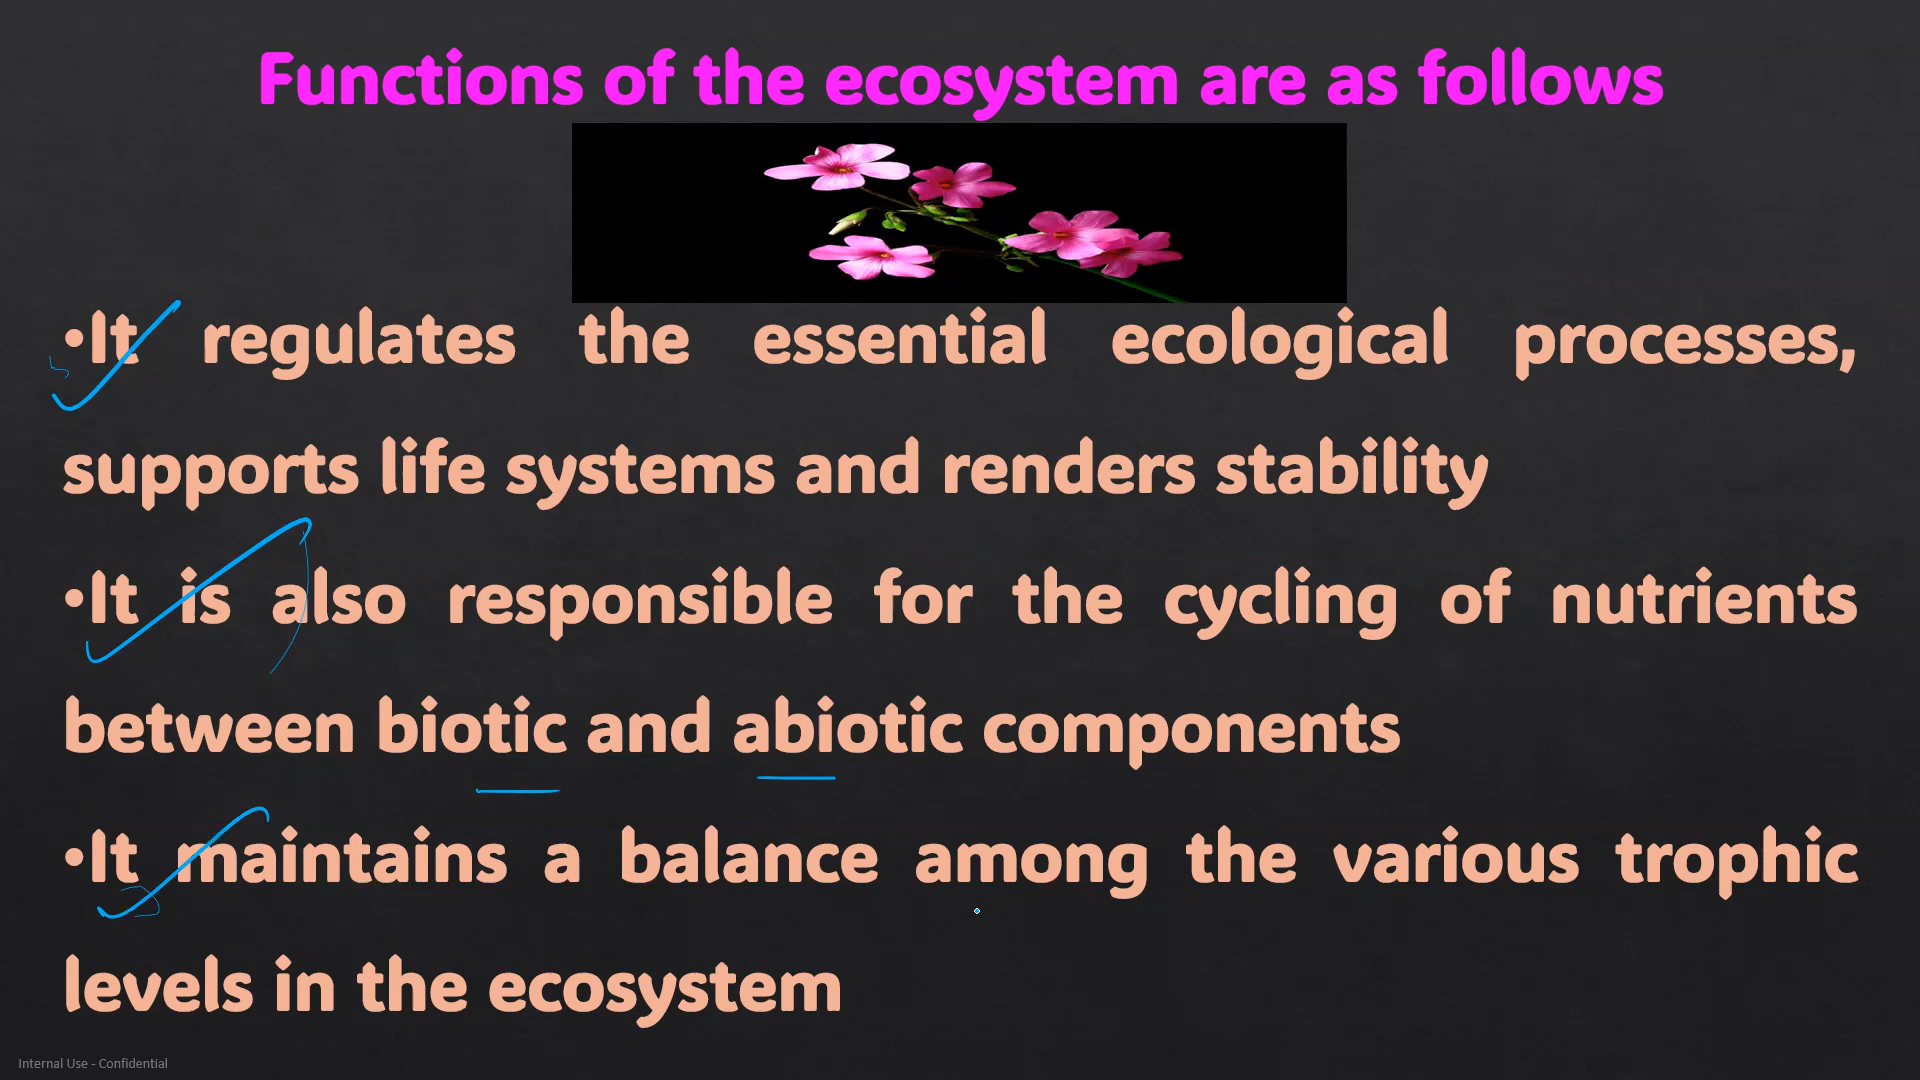 Functions of the ecosystem are as follows
•It regulates the essential ecological processes,
supports life systems and renders stability
•It is also responsible for the cycling of nutrients
between biotic and abiotic components
•It maintains a balance among the various trophic
levels in the ecosystem
Internal Use - Confidential